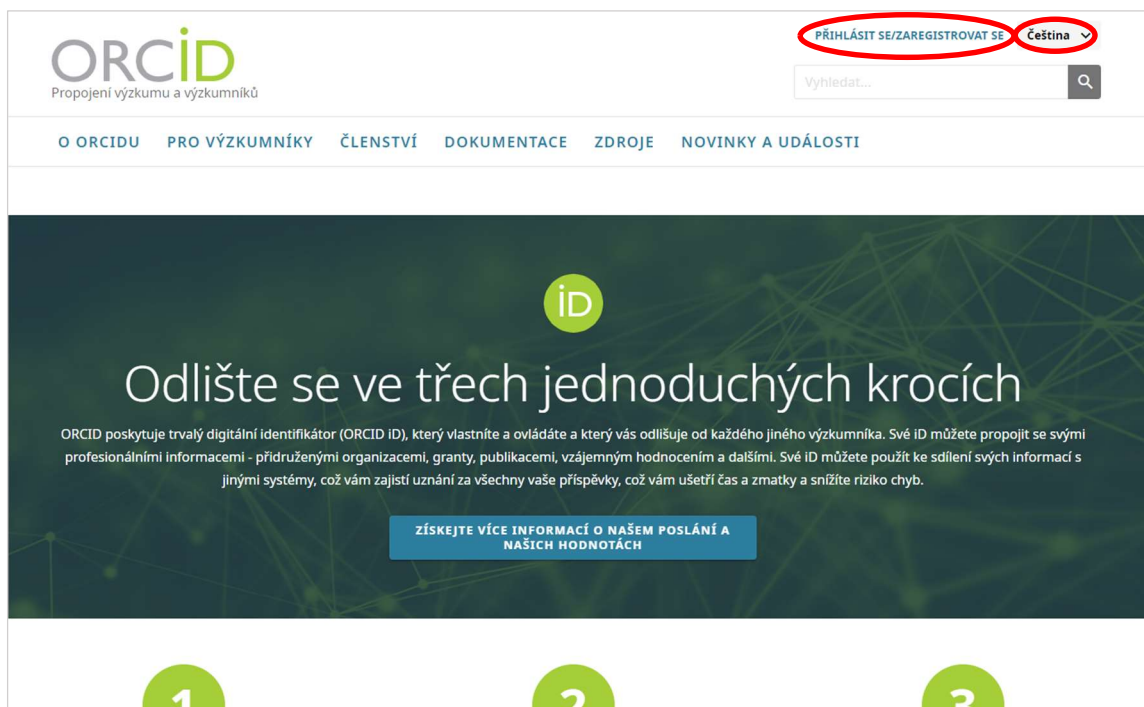 PŘIHLÁSIT SE/ZAREGISTROVAT SE
Čeština
ORCiD
Propojení výzkumu a výzkumníků
Vyhledat...
O ORCIDU PRO VÝZKUMNÍKY ČLENSTVÍ DOKUMENTACE ZDROJE NOVINKY A UDÁLOSTI
iD
Odlište se ve třech jednoduchých krocích
ORCID poskytuje trvalý digitální identifikátor (ORCID iD), který vlastníte a ovládáte a který vás odlišuje od každého jiného výzkumníka. Své iD můžete propojit se svými
profesionálními informacemi - přidruženými organizacemi, granty, publikacemi, vzájemným hodnocením a dalšími. Své iD můžete použít ke sdílení svých informací s
jinými systémy, což vám zajistí uznání za všechny vaše příspěvky, což vám ušetří čas a zmatky a snížíte riziko chyb.
ZÍSKEJTE VÍCE INFORMACÍ O NAŠEM POSLÁNÍ A
NAŠICH HODNOTÁCH
1 2 3